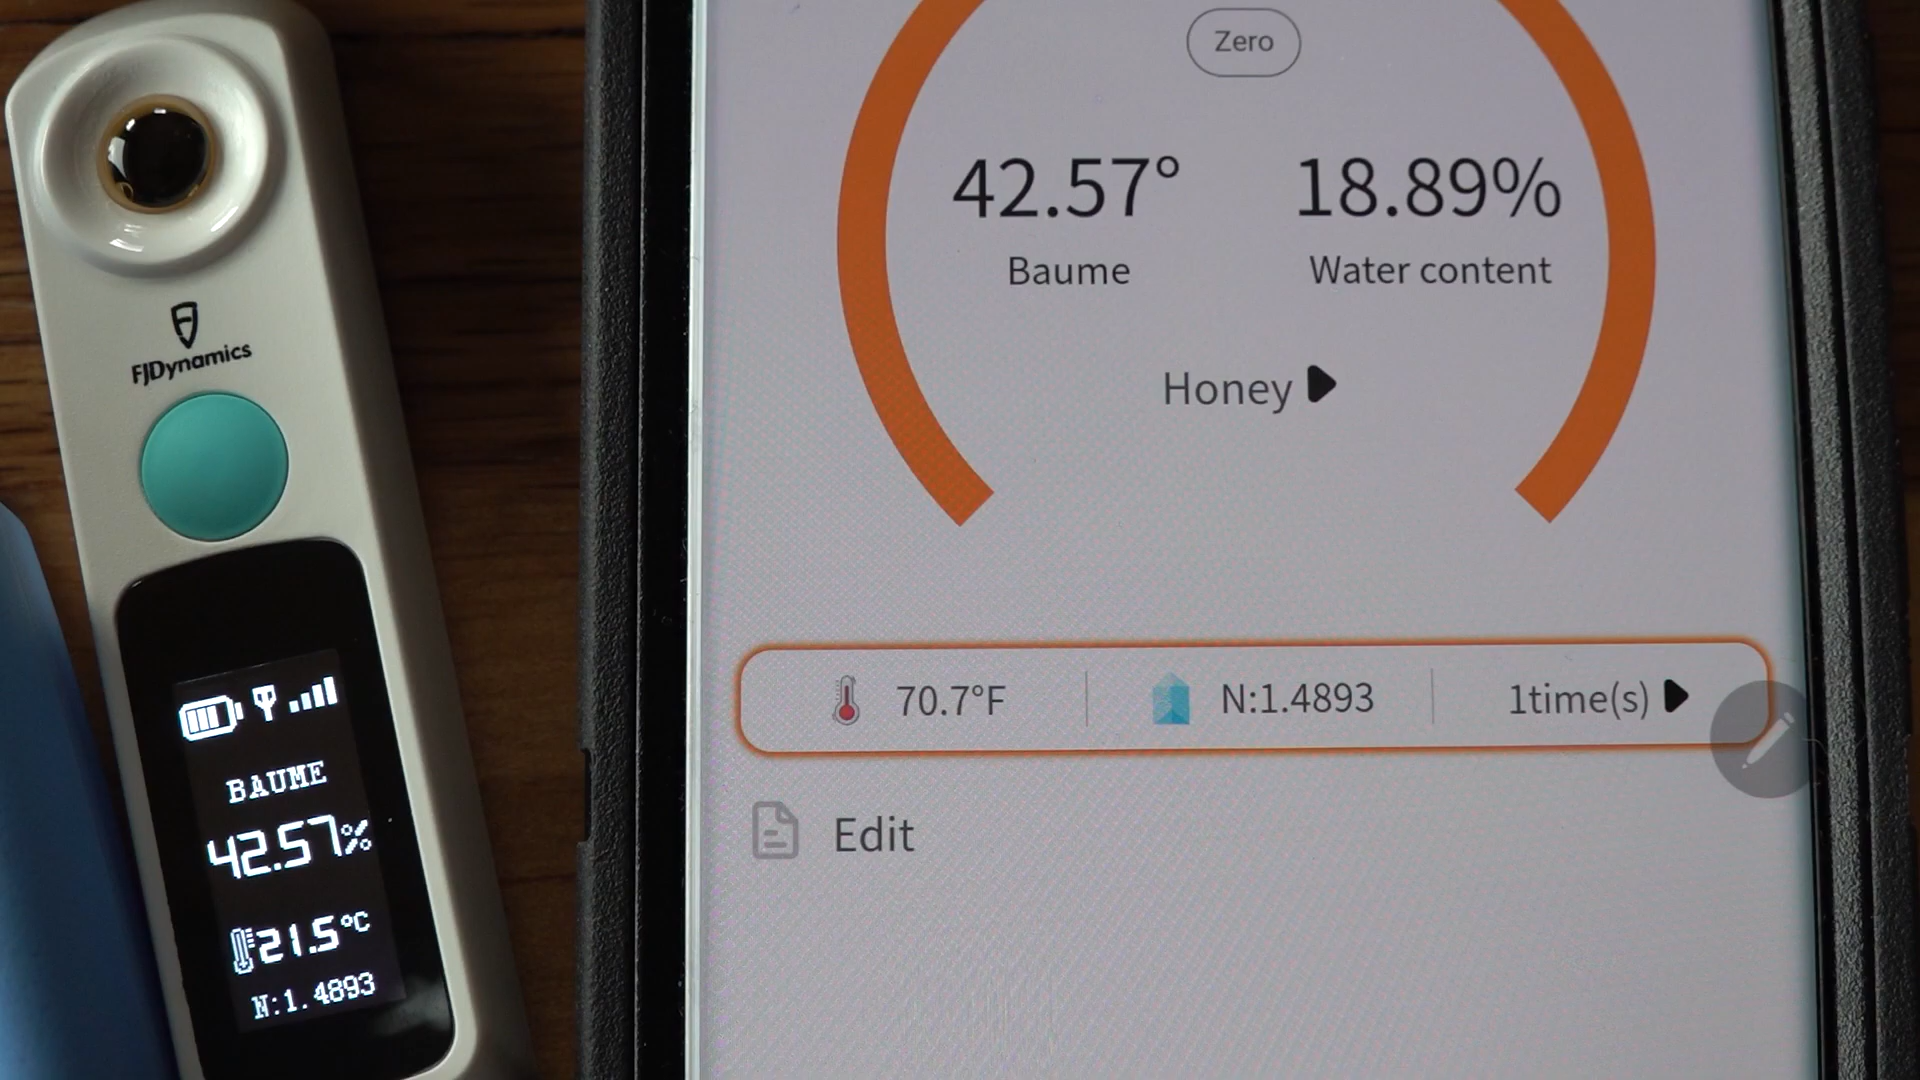 FJDynamics
BAUME
42.57%
21.5°C
N:1.4893
Zero
42.57° 18.89%
Baume Water content
Honey
70.7°F N:1.4893 1time(s)
Edit